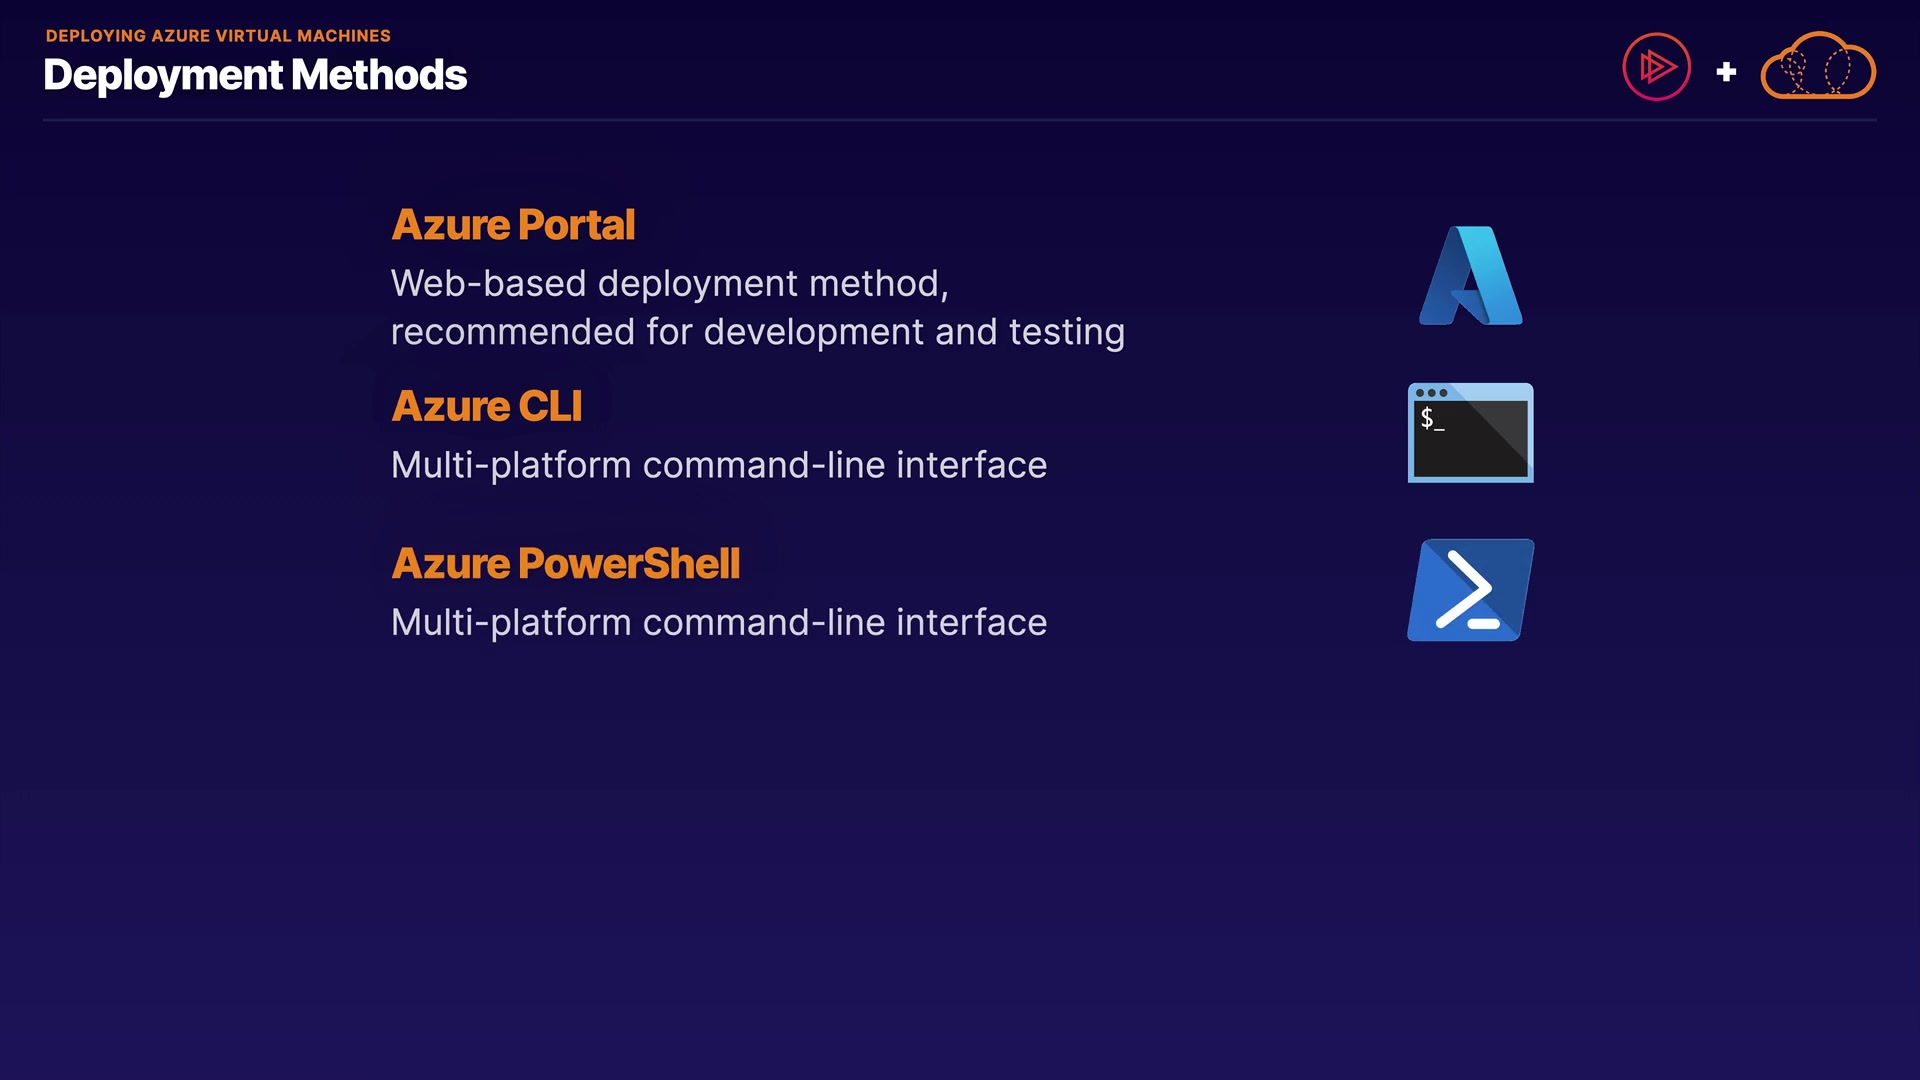 DEPLOYING AZURE VIRTUAL MACHINES
Deployment Methods
Azure Portal
Web-based deployment method,
recommended for development and testing
Azure CLI
Multi-platform command-line interface
$_
Azure PowerShell
Multi-platform command-line interface